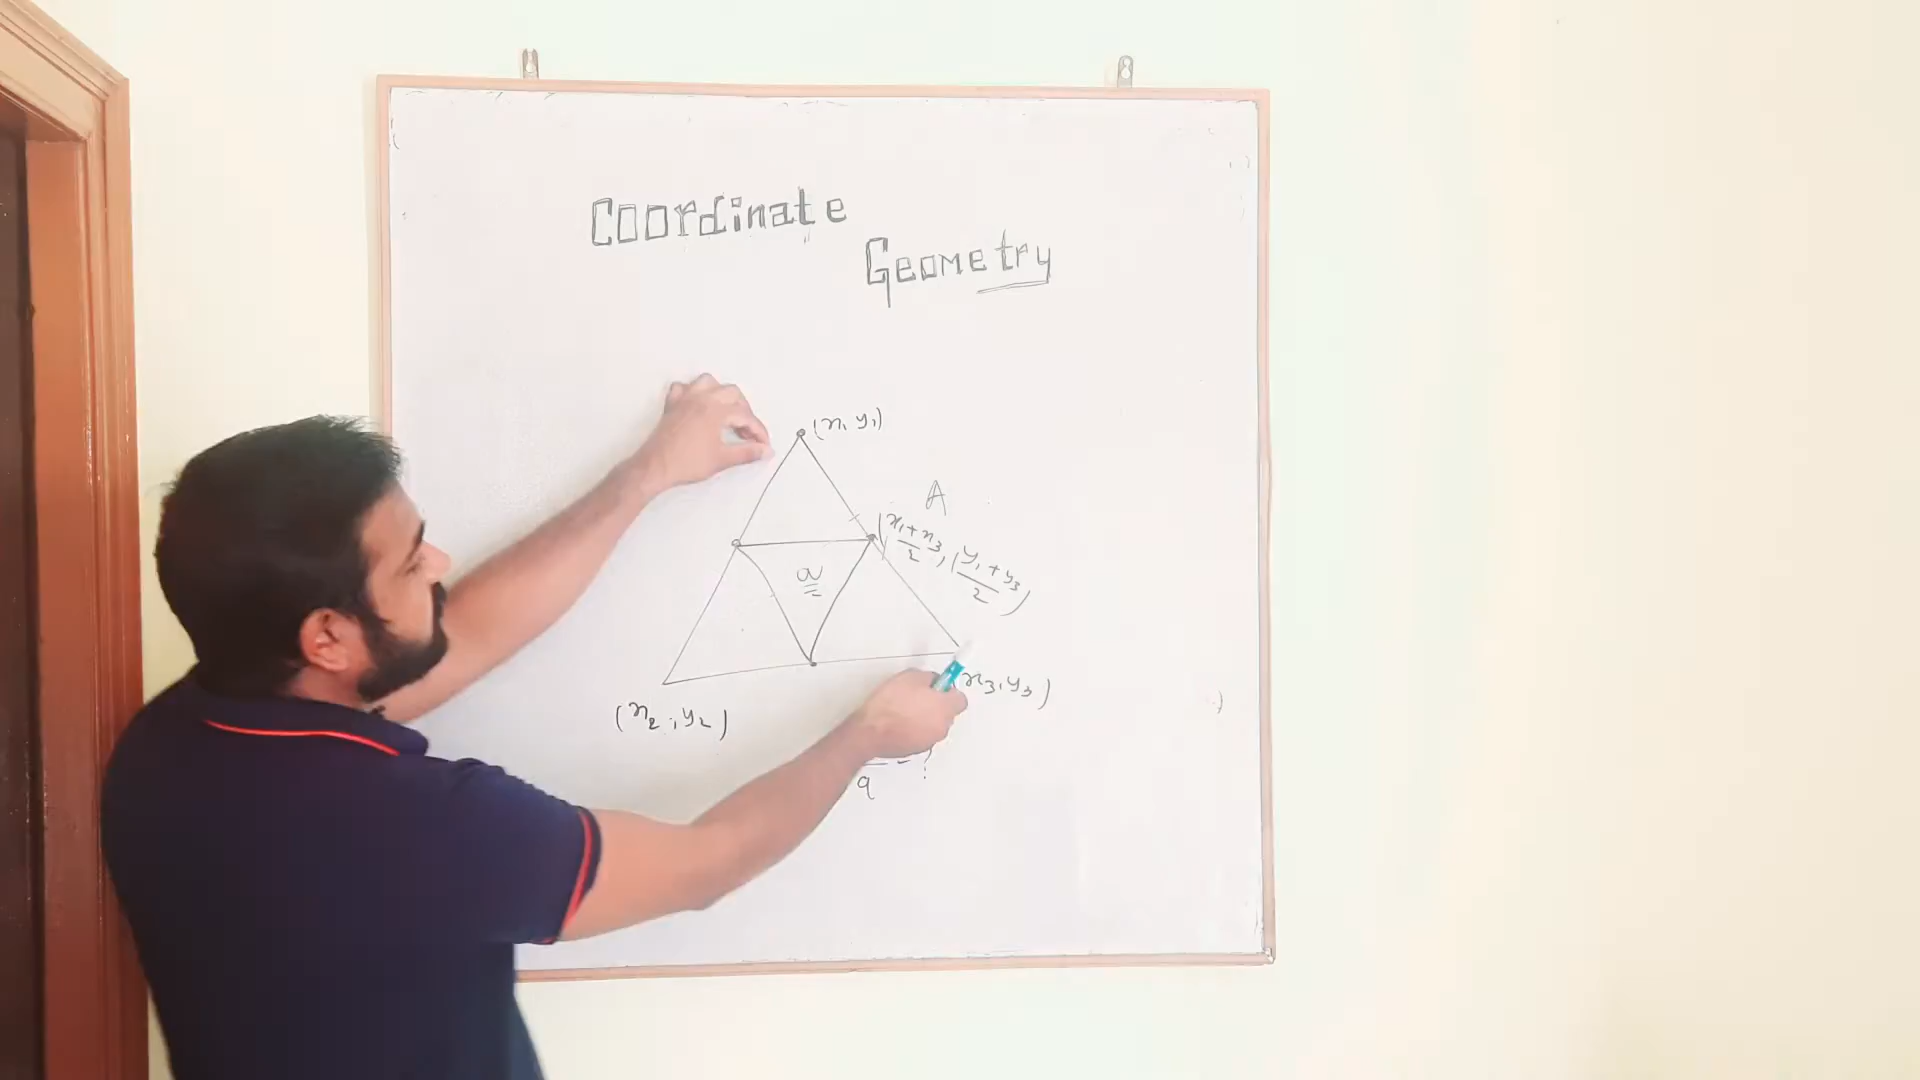 Coordinate
Geometry
(x₁ y₁)
A
(x₁+x₃/2, (y₁+y₃/2)
a
(x₃,y₃)
(x₂,y₂)
a
?